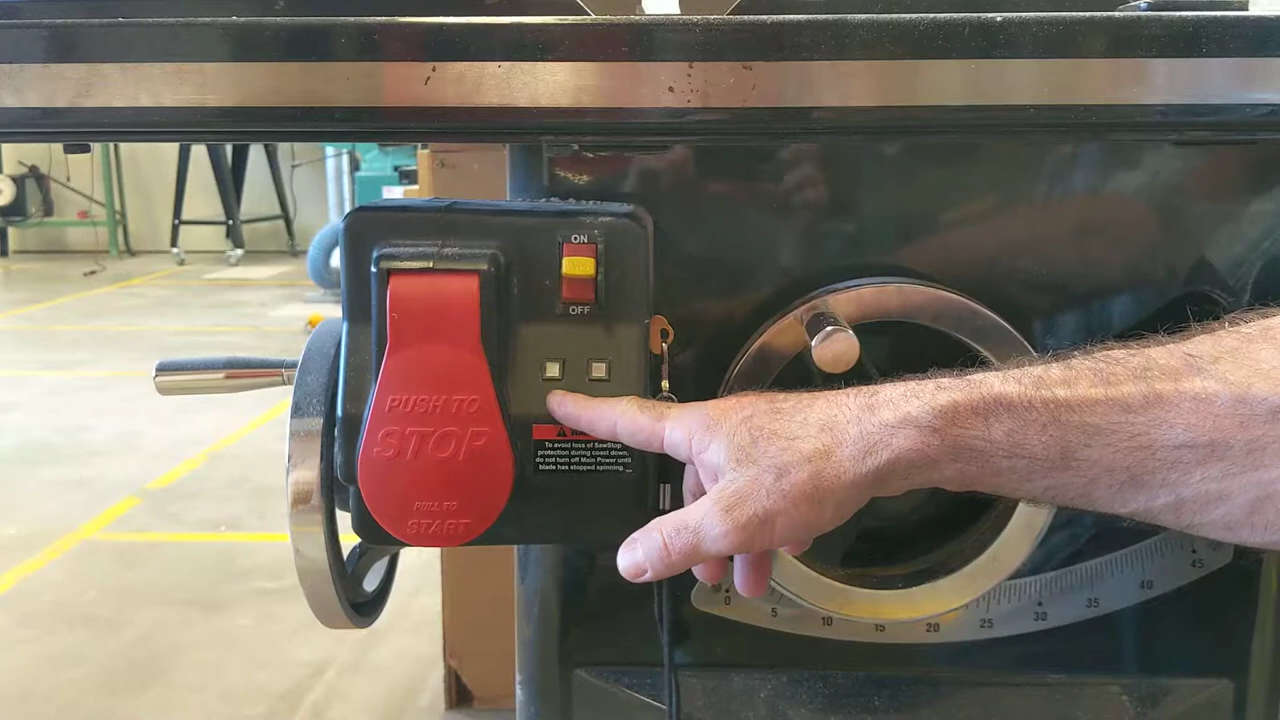 ON
OFF
PUSH TO
STOP
PULL TO
START
To avoid loss of SawStop
protection during coast down,
do not turn off Main Power until
blade has stopped spinning.
0 5 10 15 20 25 30 35 40 45